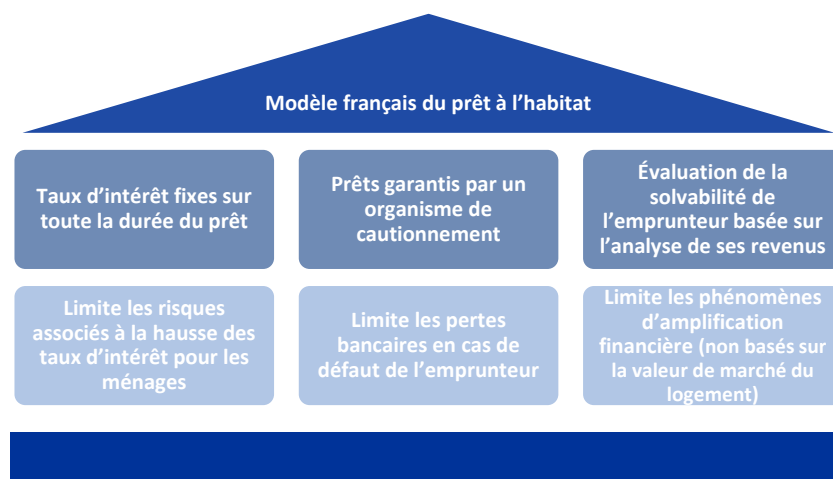 Modèle français du prêt à l'habitat
Taux d'intérêt fixes sur
toute la durée du prêt
Prêts garantis par un
organisme de
cautionnement
Évaluation de la
solvabilité de
l'emprunteur basée sur
l'analyse de ses revenus
Limite les risques
associés à la hausse des
taux d'intérêt pour les
ménages
Limite les pertes
bancaires en cas de
défaut de l'emprunteur
Limite les phénomènes
d'amplification
financière (non basés sur
la valeur de marché du
logement)